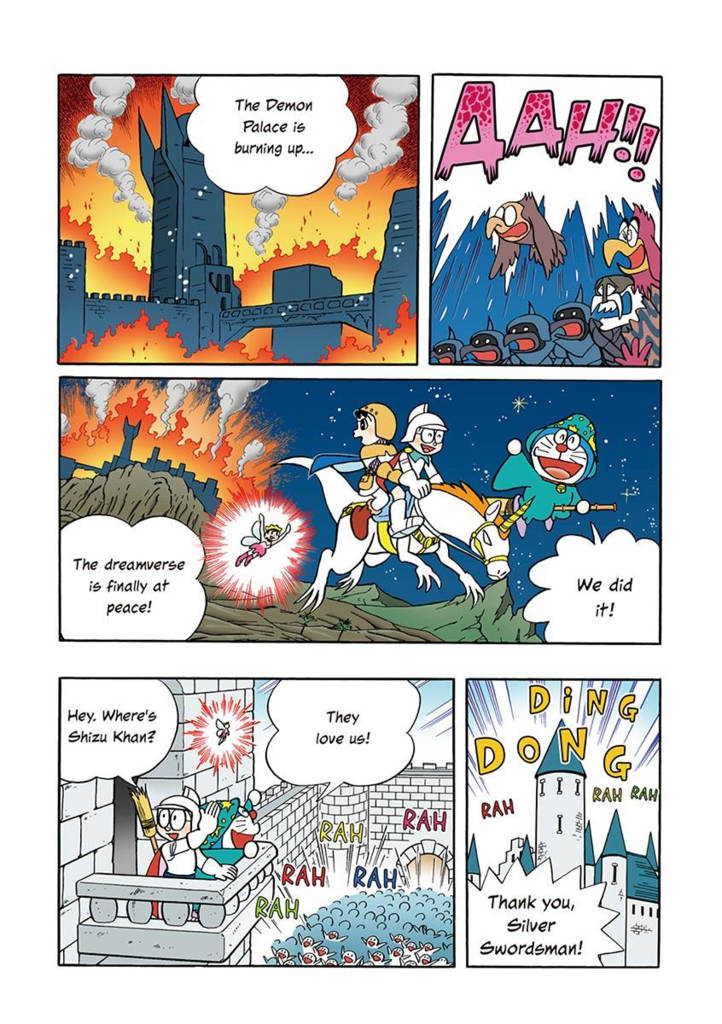 The Demon
Palace is
burning up...
AAH!!
The dreamverse
is finally at
peace!
We did
it!
Hey. Where's
Shizu Khan?
They
love us!
RAH
RAH
RAH
RAH
RAH
DiNG
DONG
RAH
RAH
RAH
Thank you,
Silver
Swordsman!